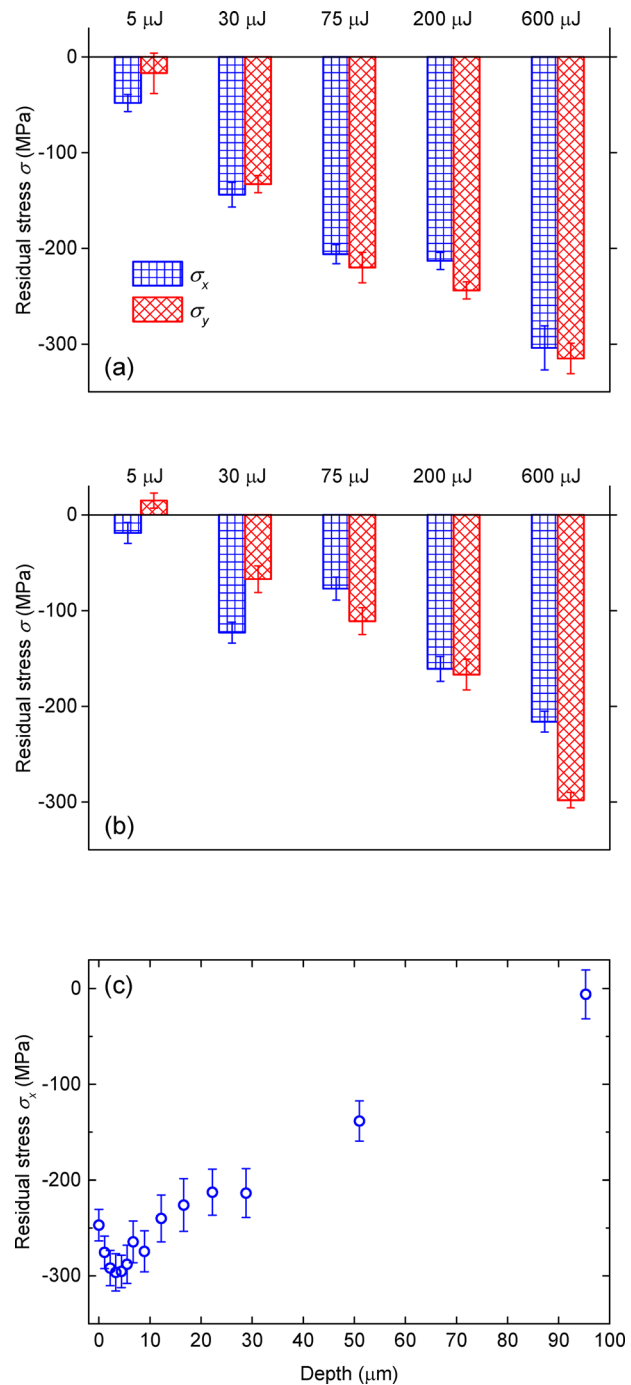 5 μJ 30 μJ 75 μJ 200 μJ 600 μJ
0
-100
-200
-300
Residual stress σ (MPa)
σx
σy
(a)
5 μJ 30 μJ 75 μJ 200 μJ 600 μJ
0
-100
-200
-300
Residual stress σ (MPa)
(b)
(c)
0
-100
-200
-300
Residual stress σx (MPa)
0 10 20 30 40 50 60 70 80 90 100
Depth (μm)